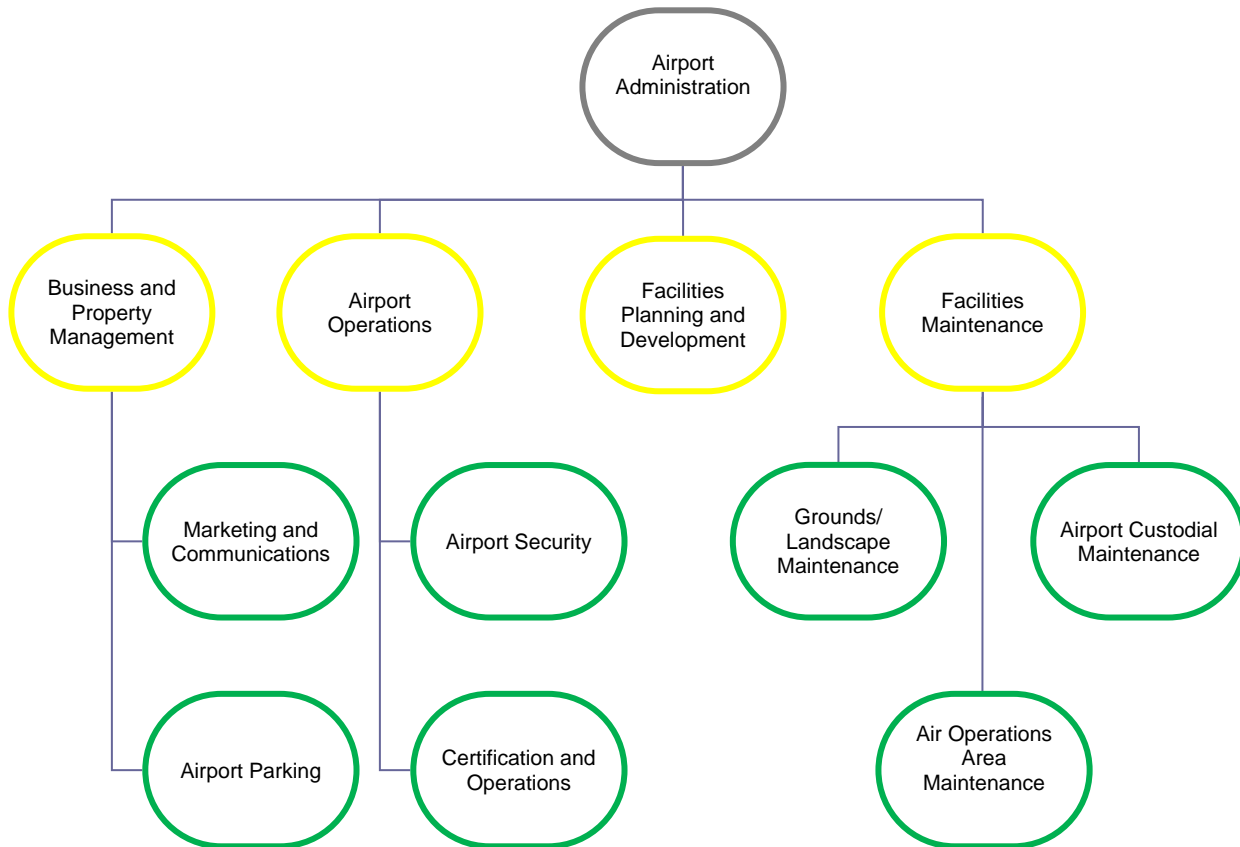 Airport
Administration
Business and
Property
Management
Airport
Operations
Facilities
Planning and
Development
Facilities
Maintenance
Marketing and
Communications
Airport Security
Grounds/
Landscape
Maintenance
Airport Custodial
Maintenance
Airport Parking
Certification and
Operations
Air Operations
Area
Maintenance